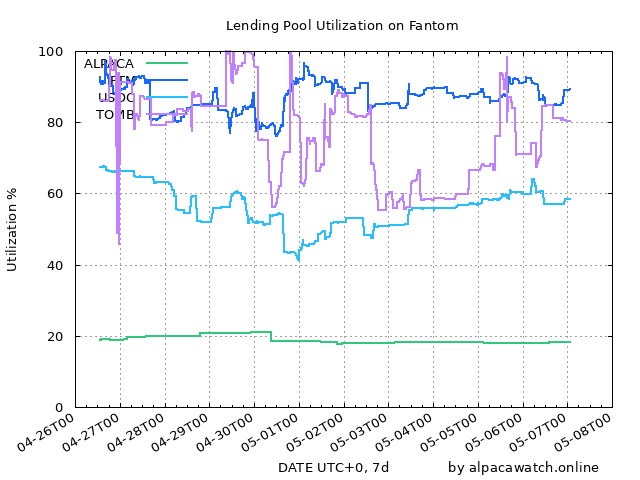 Lending Pool Utilization on Fantom
Utilization %
100
80
60
40
20
0
ALPACA
FTM
USDC
TOMB
04-26T00
04-27T00
04-28T00
04-29T00
04-30T00
05-01T00
05-02T00
05-03T00
05-04T00
05-05T00
05-06T00
05-07T00
05-08T00
DATE UTC+0, 7d
by alpacawatch.online